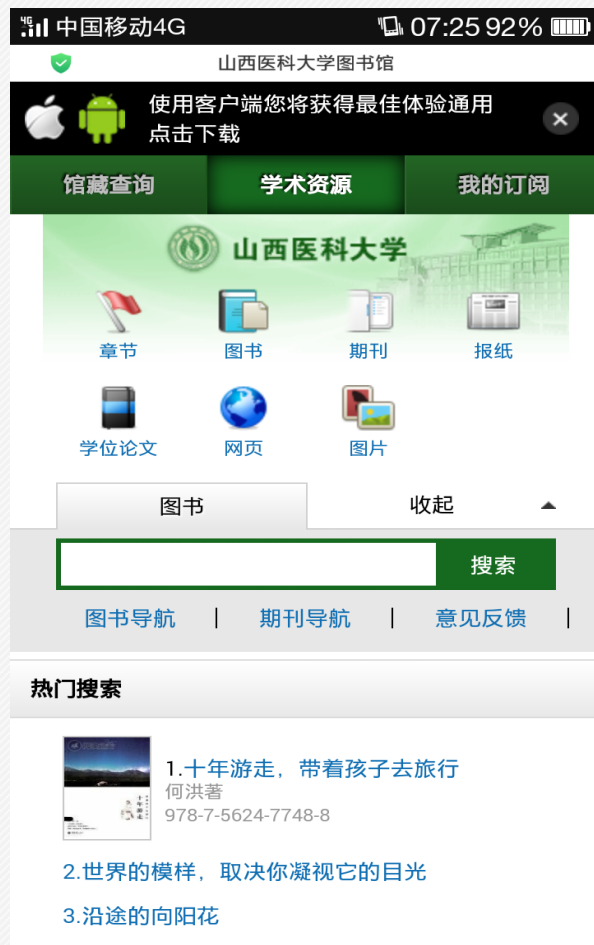 4G 中国移动4G 07:25 92%
山西医科大学图书馆
使用客户端您将获得最佳体验通用
点击下载
馆藏查询 学术资源 我的订阅
山西医科大学
章节 图书 期刊 报纸
学位论文 网页 图片
图书 收起
搜索
图书导航 | 期刊导航 | 意见反馈 |
热门搜索
1.十年游走，带着孩子去旅行
何洪著
978-7-5624-7748-8
十年游走
2.世界的模样，取决你凝视它的目光
3.沿途的向阳花